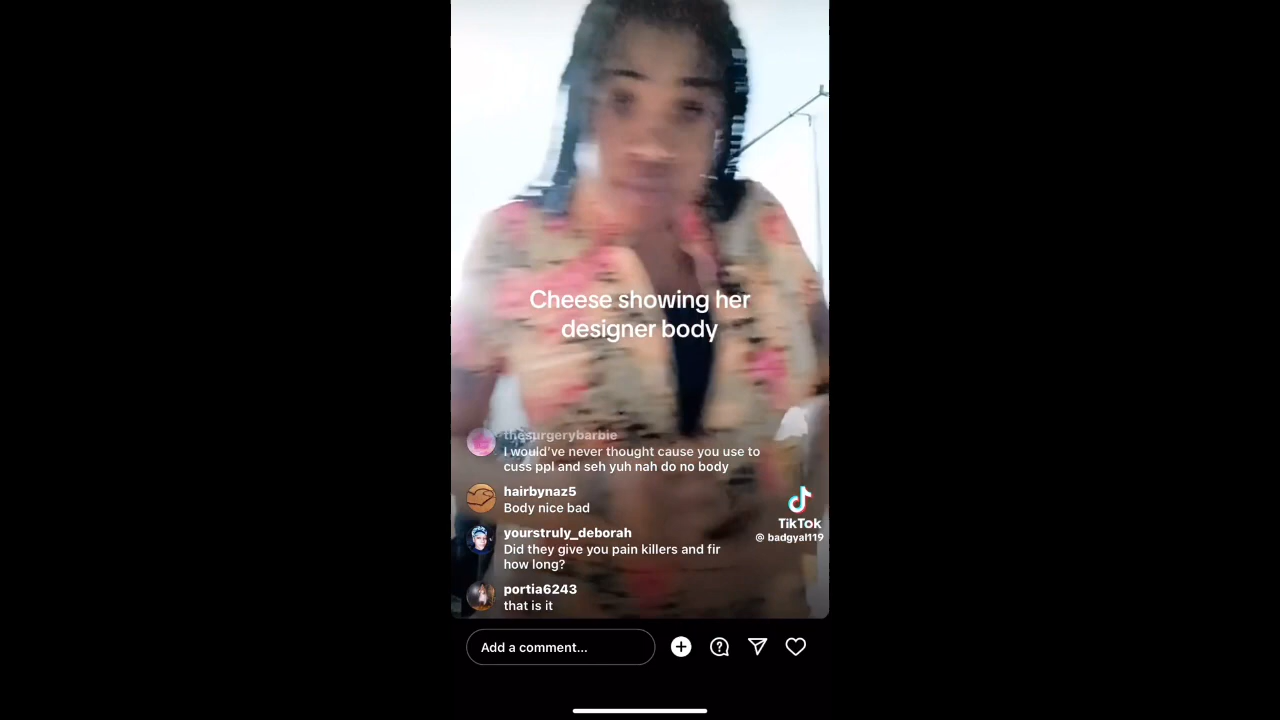 Cheese showing her
designer body
thesurgerybarbie
I would've never thought cause you use to
cuss ppl and seh yuh nah do no body
hairbynaz5
Body nice bad
yourstruly_deborah
Did they give you pain killers and fir
how long?
portia6243
that is it
TikTok
@ badgyal119
Add a comment...